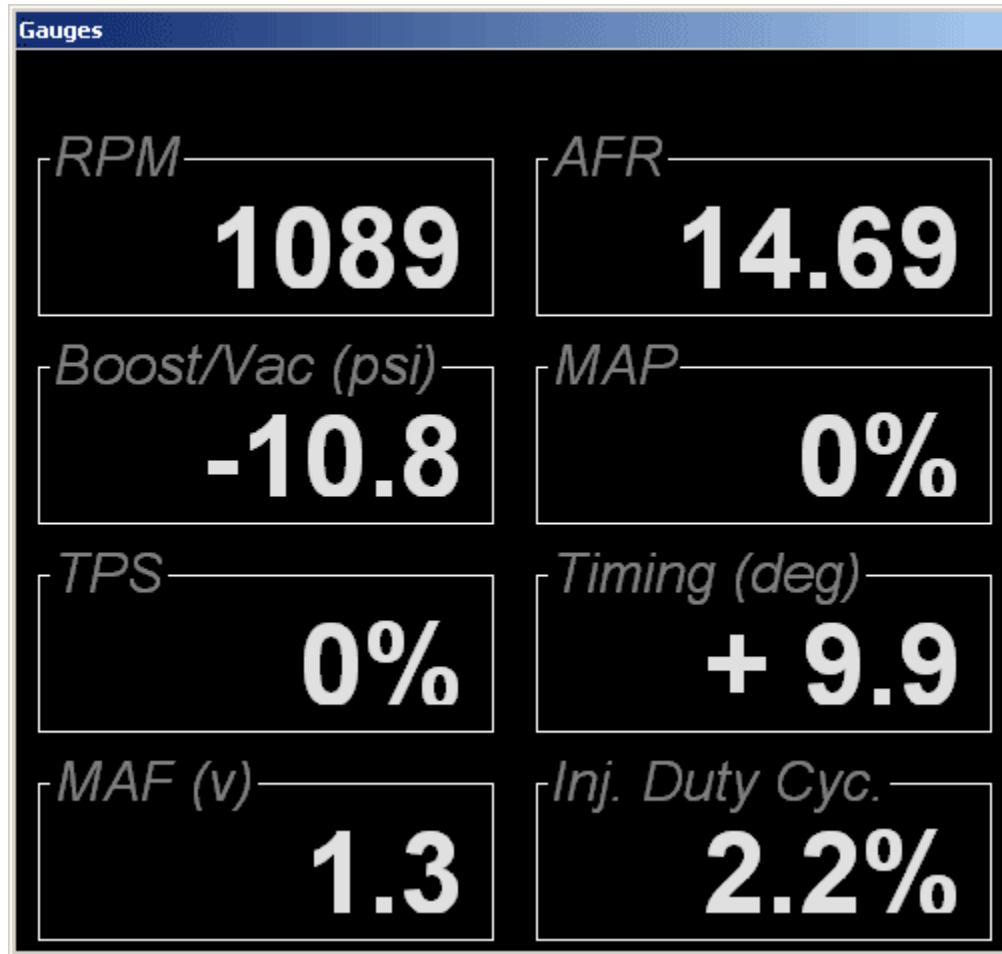 Gauges
RPM
1089
AFR
14.69
Boost/Vac (psi)
-10.8
MAP
0%
TPS
0%
Timing (deg)
+ 9.9
MAF (v)
1.3
Inj. Duty Cyc.
2.2%